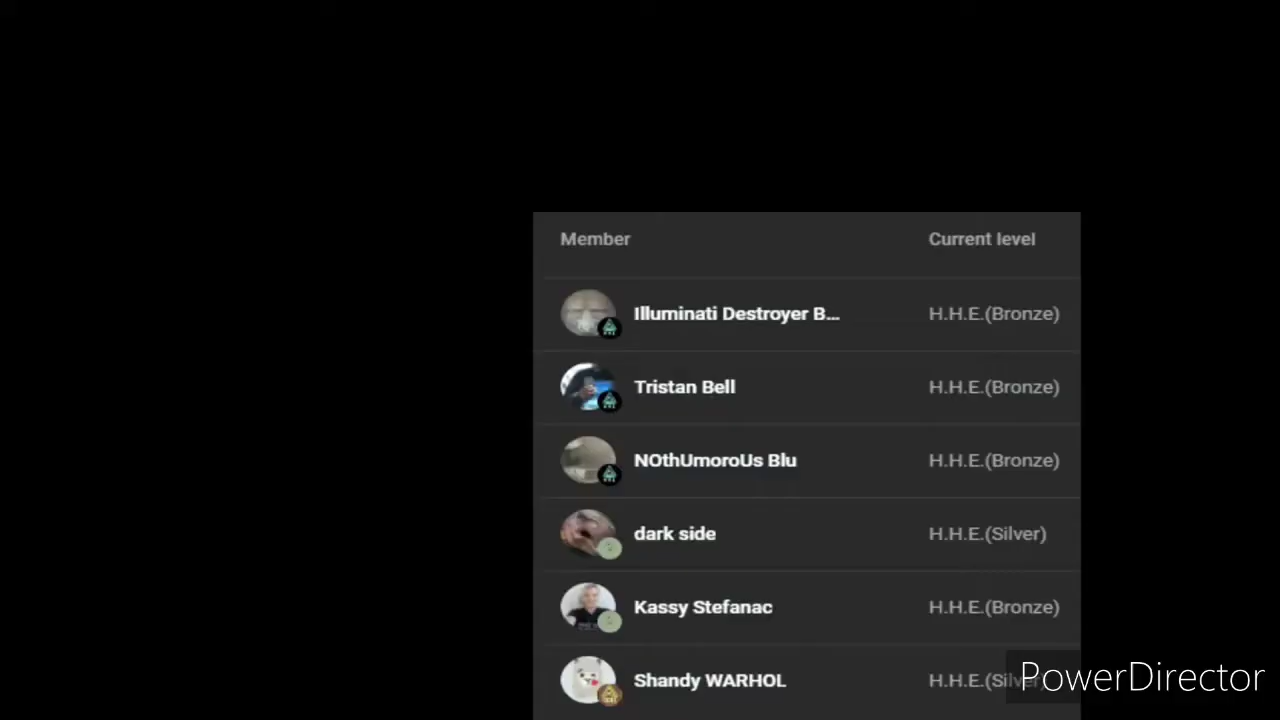 Member Current level
Illuminati Destroyer B... H.H.E.(Bronze)
Tristan Bell H.H.E.(Bronze)
NOthUmoroUs Blu H.H.E.(Bronze)
dark side H.H.E.(Silver)
Kassy Stefanac H.H.E.(Bronze)
Shandy WARHOL H.H.E.(Silver)
PowerDirector